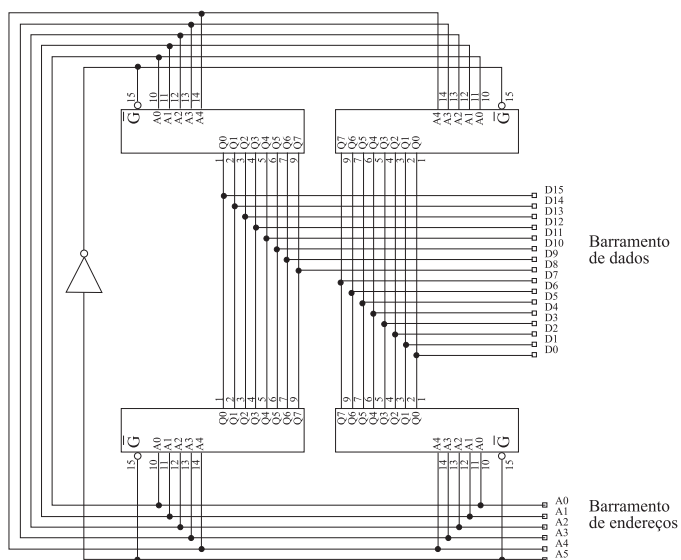 15 10 11 12 13 14
G A0 A1 A2 A3 A4
Q0 Q1 Q2 Q3 Q4 Q5 Q6 Q7
1 2 3 4 5 6 7 9
14 13 12 11 10 15
A4 A3 A2 A1 A0 G
Q7 Q6 Q5 Q4 Q3 Q2 Q1 Q0
9 7 6 5 4 3 2 1
D15
D14
D13
D12
D11
D10
D9
D8
D7
D6
D5
D4
D3
D2
D1
D0
Barramento
de dados
1 2 3 4 5 6 7 9
Q0 Q1 Q2 Q3 Q4 Q5 Q6 Q7
G A0 A1 A2 A3 A4
15 10 11 12 13 14
9 7 6 5 4 3 2 1
Q7 Q6 Q5 Q4 Q3 Q2 Q1 Q0
A4 A3 A2 A1 A0 G
14 13 12 11 10 15
A0
A1
A2
A3
A4
A5
Barramento
de endereços